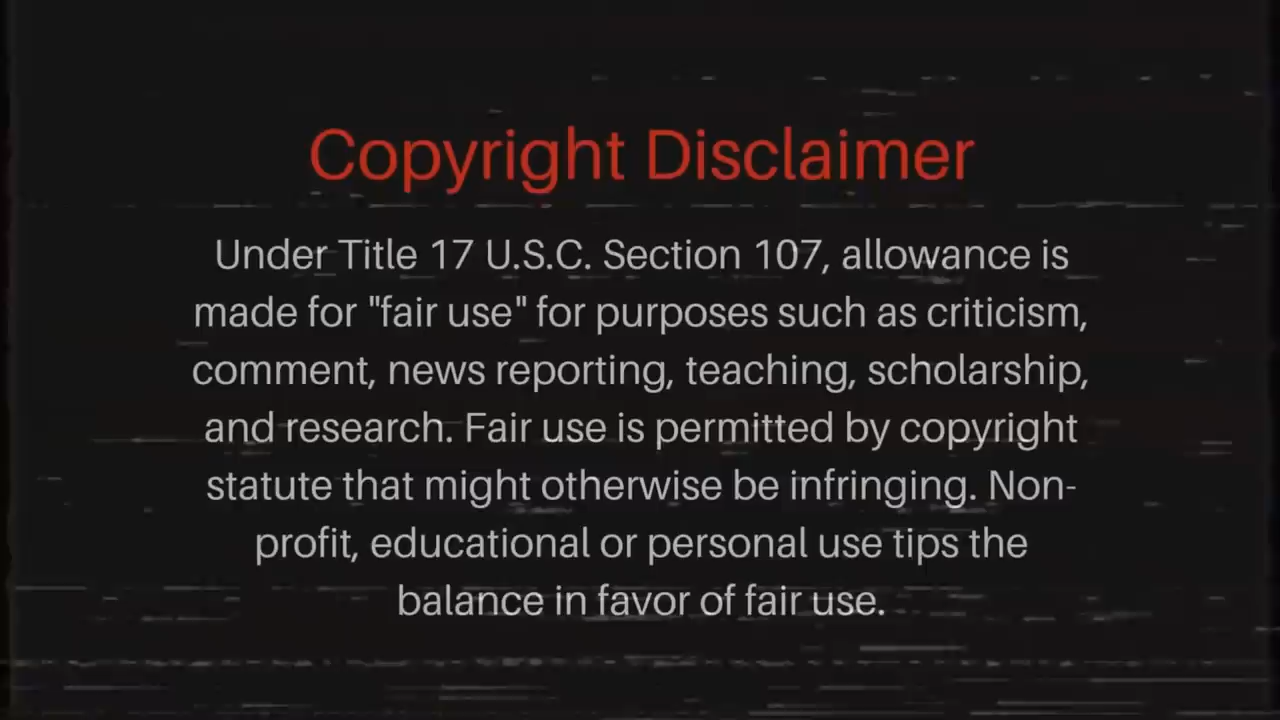 Copyright Disclaimer
Under Title 17 U.S.C. Section 107, allowance is
made for "fair use" for purposes such as criticism,
comment, news reporting, teaching, scholarship,
and research. Fair use is permitted by copyright
statute that might otherwise be infringing. Non-
profit, educational or personal use tips the
balance in favor of fair use.